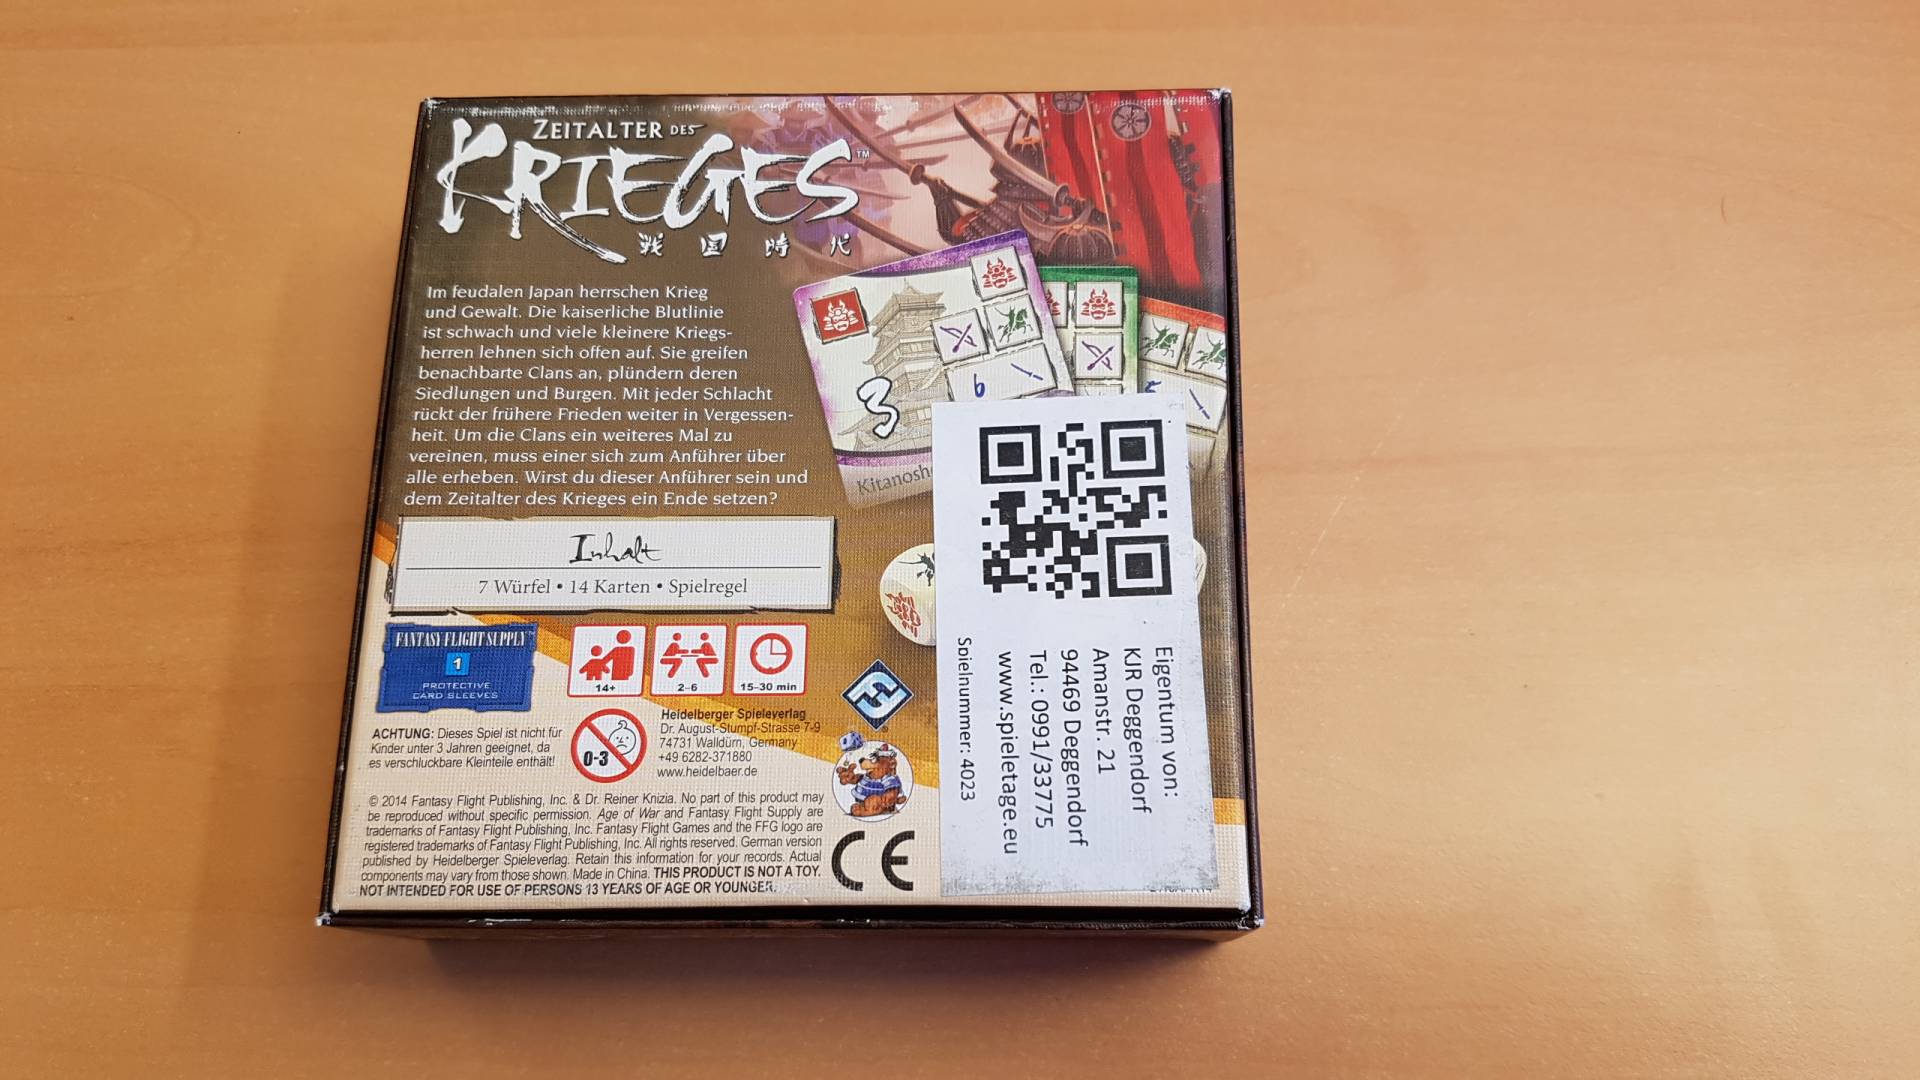 ZEITALTER DES
KRIEGES™
戦国時代
Im feudalen Japan herrschen Krieg
und Gewalt. Die kaiserliche Blutlinie
ist schwach und viele kleinere Kriegs-
herren lehnen sich offen auf. Sie greifen
benachbarte Clans an, plündern deren
Siedlungen und Burgen. Mit jeder Schlacht
rückt der frühere Frieden weiter in Vergessen-
heit. Um die Clans ein weiteres Mal zu
vereinen, muss einer sich zum Anführer über
alle erheben. Wirst du dieser Anführer sein und
dem Zeitalter des Krieges ein Ende setzen?
3
6
5
Kitanosh
Inhalt
7 Würfel • 14 Karten • Spielregel
FANTASY FLIGHT SUPPLY
1
PROTECTIVE
CARD SLEEVES
14+
2-6
15-30 min
ACHTUNG: Dieses Spiel ist nicht für
Kinder unter 3 Jahren geeignet, da
es verschluckbare Kleinteile enthält!
0-3
Heidelberger Spieleverlag
Dr. August-Stumpf-Strasse 7-9
74731 Walldürn, Germany
+49 6282-371880
www.heidelbaer.de
© 2014 Fantasy Flight Publishing, Inc. & Dr. Reiner Knizia. No part of this product may
be reproduced without specific permission. Age of War and Fantasy Flight Supply are
trademarks of Fantasy Flight Publishing, Inc. Fantasy Flight Games and the FFG logo are
registered trademarks of Fantasy Flight Publishing, Inc. All rights reserved. German version
published by Heidelberger Spieleverlag. Retain this information for your records. Actual
components may vary from those shown. Made in China. THIS PRODUCT IS NOT A TOY.
NOT INTENDED FOR USE OF PERSONS 13 YEARS OF AGE OR YOUNGER.
CE
Eigentum von:
KJR Deggendorf
Amanstr. 21
94469 Deggendorf
Tel.: 0991/33775
www.spieletage.eu
Spielnummer: 4023